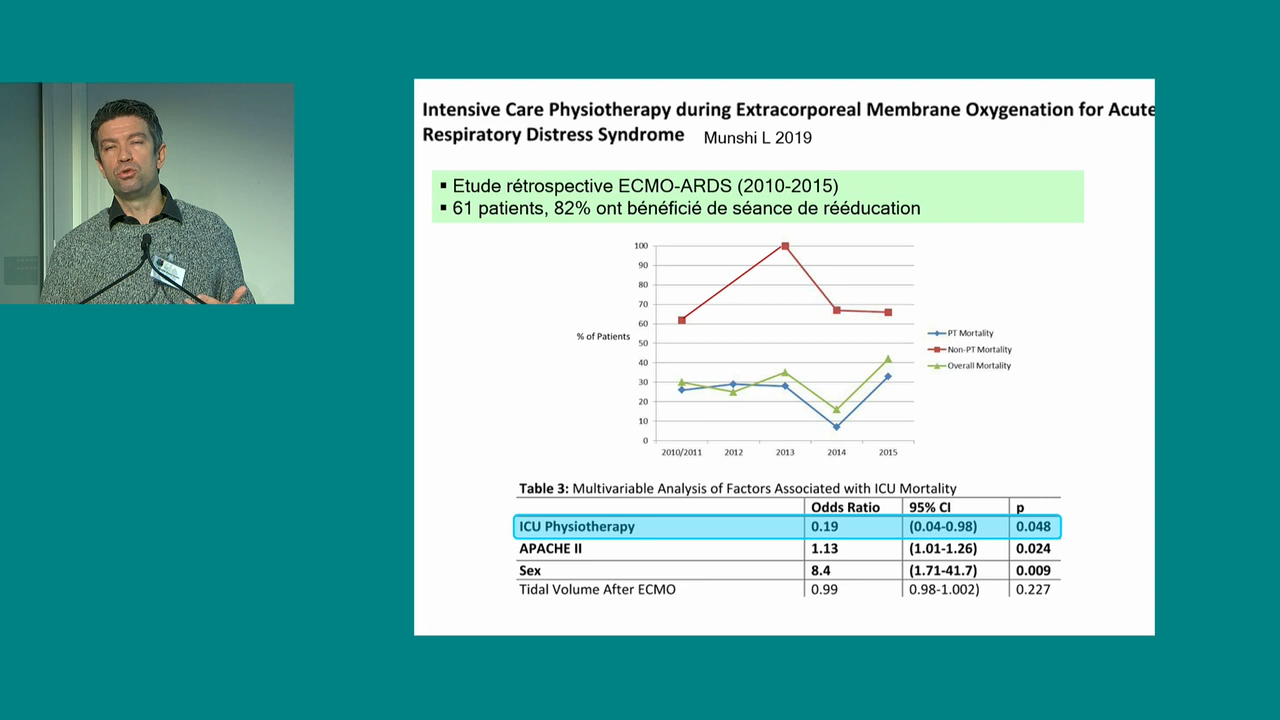 Intensive Care Physiotherapy during Extracorporeal Membrane Oxygenation for Acute
Respiratory Distress Syndrome Munshi L 2019
▪ Etude rétrospective ECMO-ARDS (2010-2015)
▪ 61 patients, 82% ont bénéficié de séance de rééducation
100
90
80
70
60
50
40
30
20
10
0
% of Patients
2010/2011 2012 2013 2014 2015
PT Mortality
Non-PT Mortality
Overall Mortality
Table 3: Multivariable Analysis of Factors Associated with ICU Mortality
Odds Ratio 95% CI p
ICU Physiotherapy 0.19 (0.04-0.98) 0.048
APACHE II 1.13 (1.01-1.26) 0.024
Sex 8.4 (1.71-41.7) 0.009
Tidal Volume After ECMO 0.99 0.98-1.002) 0.227